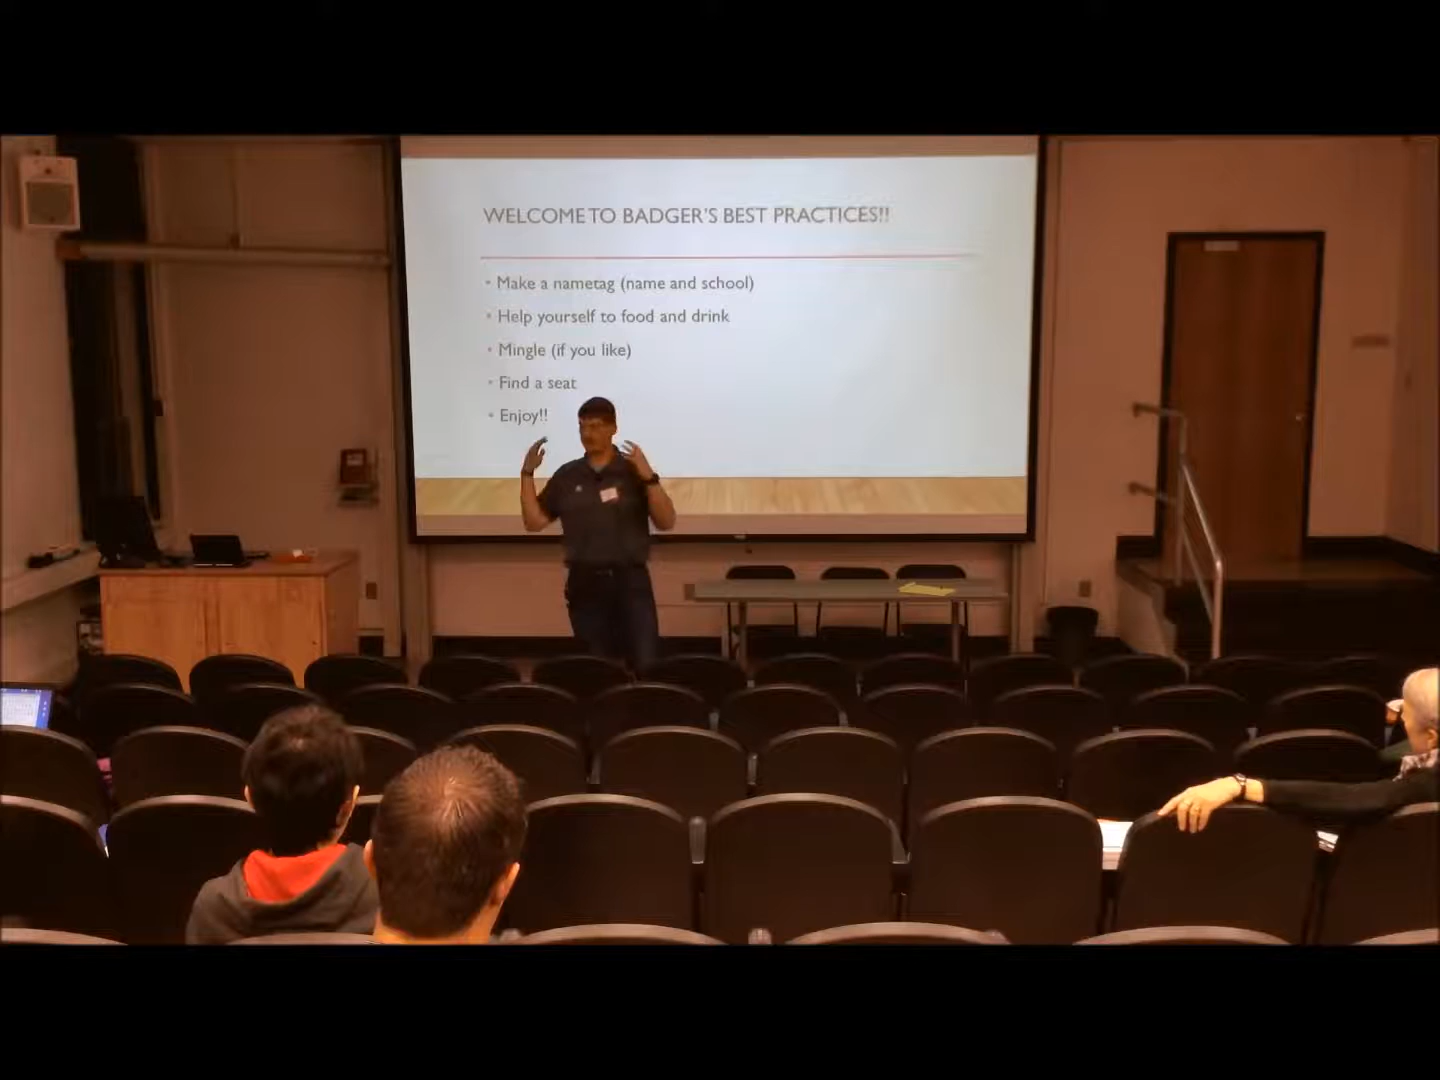 WELCOME TO BADGER'S BEST PRACTICES!!
• Make a nametag (name and school)
• Help yourself to food and drink
• Mingle (if you like)
• Find a seat
• Enjoy!!